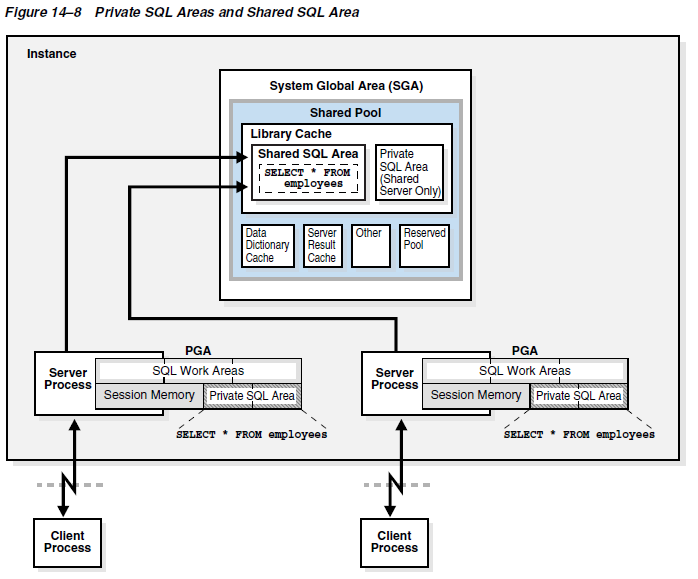 Figure 14–8 Private SQL Areas and Shared SQL Area
Instance
System Global Area (SGA)
Shared Pool
Library Cache
Shared SQL Area
SELECT * FROM
employees
Private
SQL Area
(Shared
Server Only)
Data
Dictionary
Cache
Server
Result
Cache
Other
Reserved
Pool
PGA
Server
Process
SQL Work Areas
Session Memory
Private SQL Area
SELECT * FROM employees
PGA
Server
Process
SQL Work Areas
Session Memory
Private SQL Area
SELECT * FROM employees
Client
Process
Client
Process